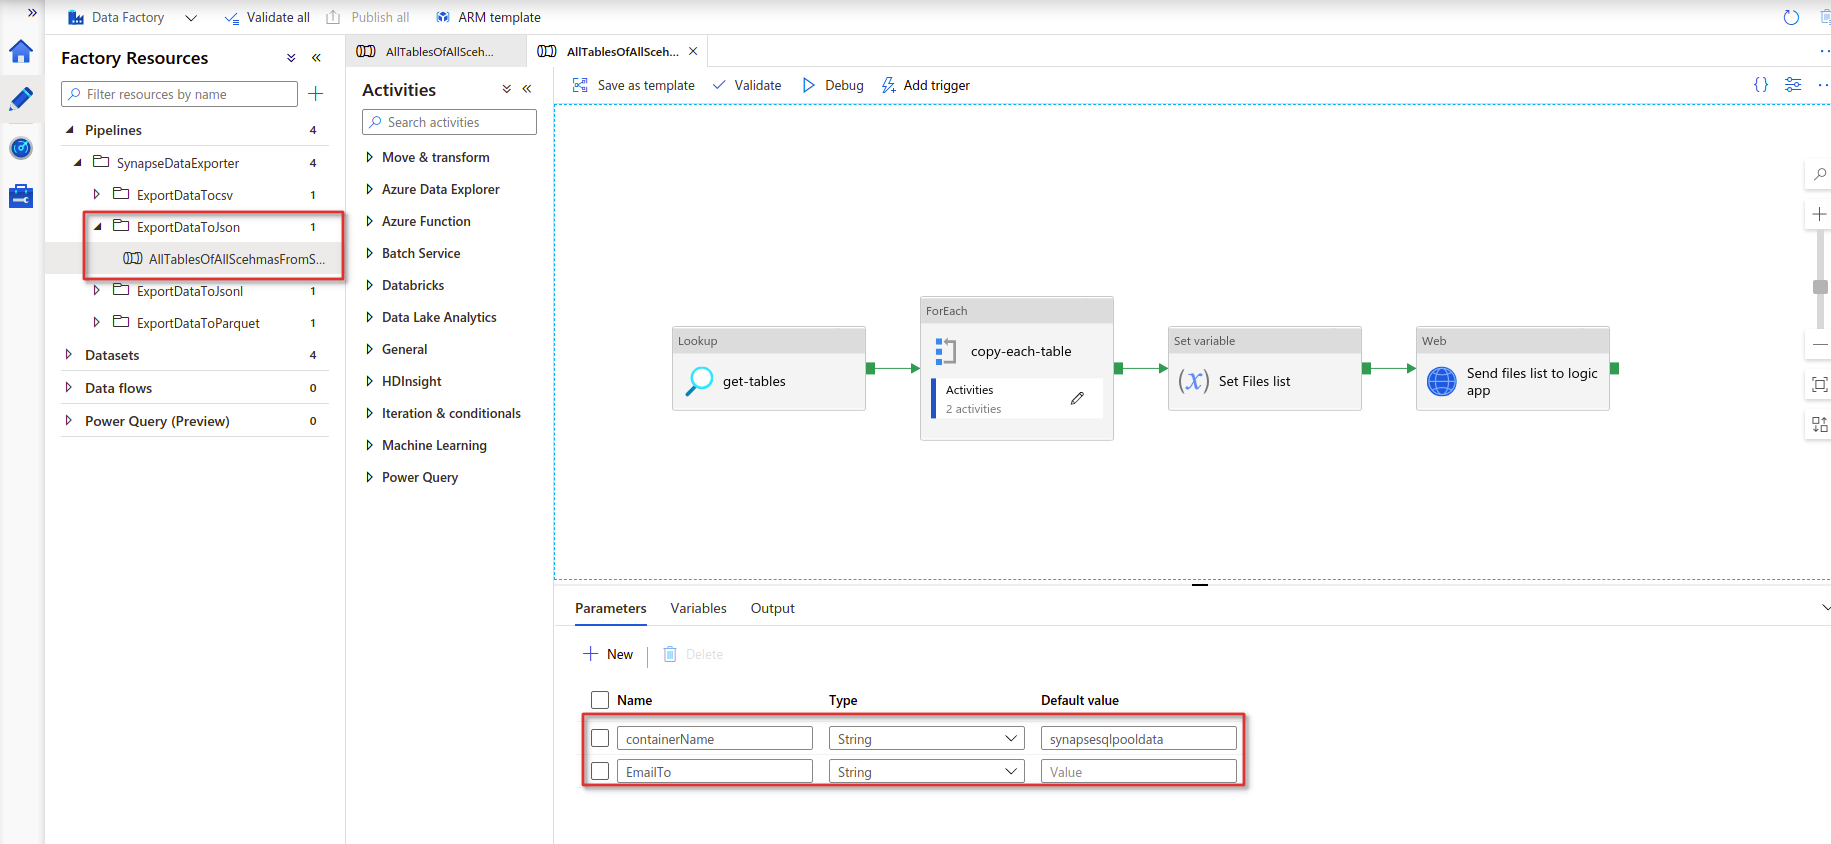 Data Factory
Validate all
Publish all
ARM template
Factory Resources
Filter resources by name
Pipelines 4
SynapseDataExporter 4
ExportDataTocsv 1
ExportDataToJson 1
AllTablesOfAllScehmasFromS...
ExportDataToJsonl 1
ExportDataToParquet 1
Datasets 4
Data flows 0
Power Query (Preview) 0
AllTablesOfAllSceh...
AllTablesOfAllSceh...
Activities
Search activities
Move & transform
Azure Data Explorer
Azure Function
Batch Service
Databricks
Data Lake Analytics
General
HDInsight
Iteration & conditionals
Machine Learning
Power Query
Save as template
Validate
Debug
Add trigger
Lookup
get-tables
ForEach
copy-each-table
Activities
2 activities
Set variable
(x) Set Files list
Web
Send files list to logic
app
Parameters
Variables
Output
New
Delete
Name Type Default value
containerName String synapsesqlpooldata
EmailTo String Value